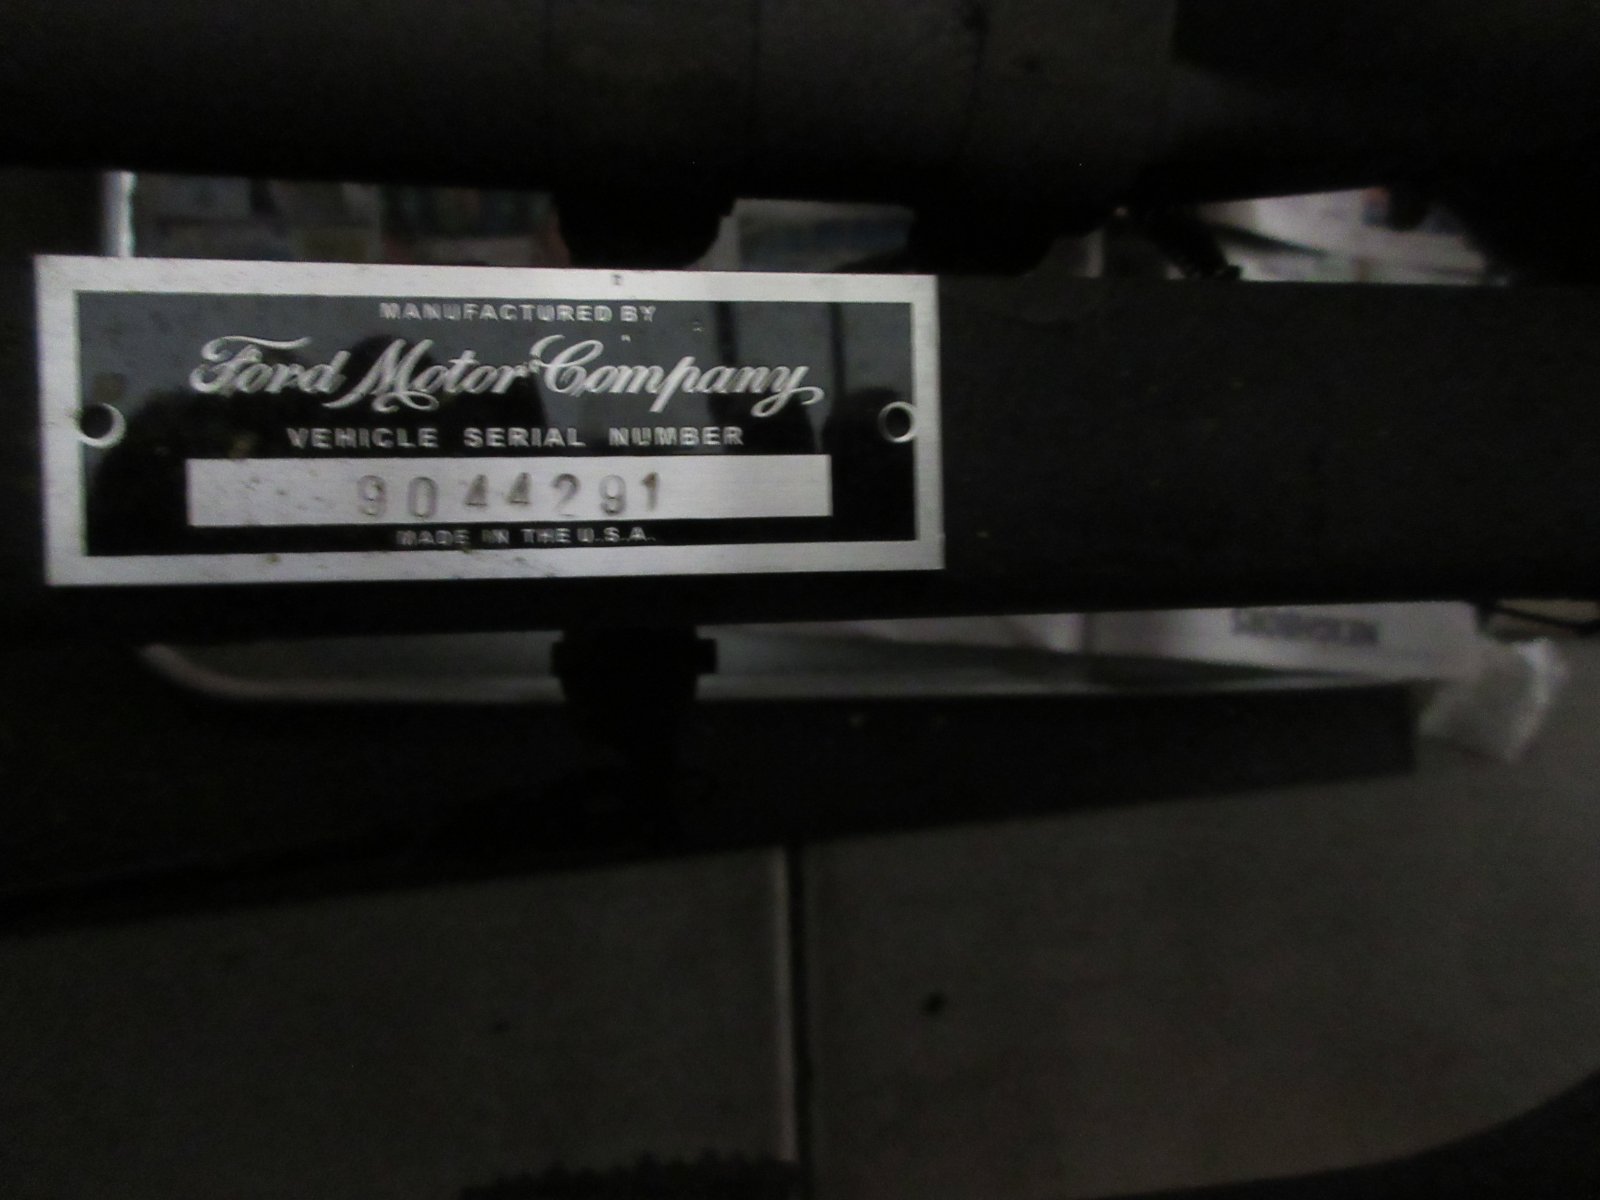 MANUFACTURED BY
Ford Motor Company
VEHICLE SERIAL NUMBER
9044291
MADE IN THE U.S.A.